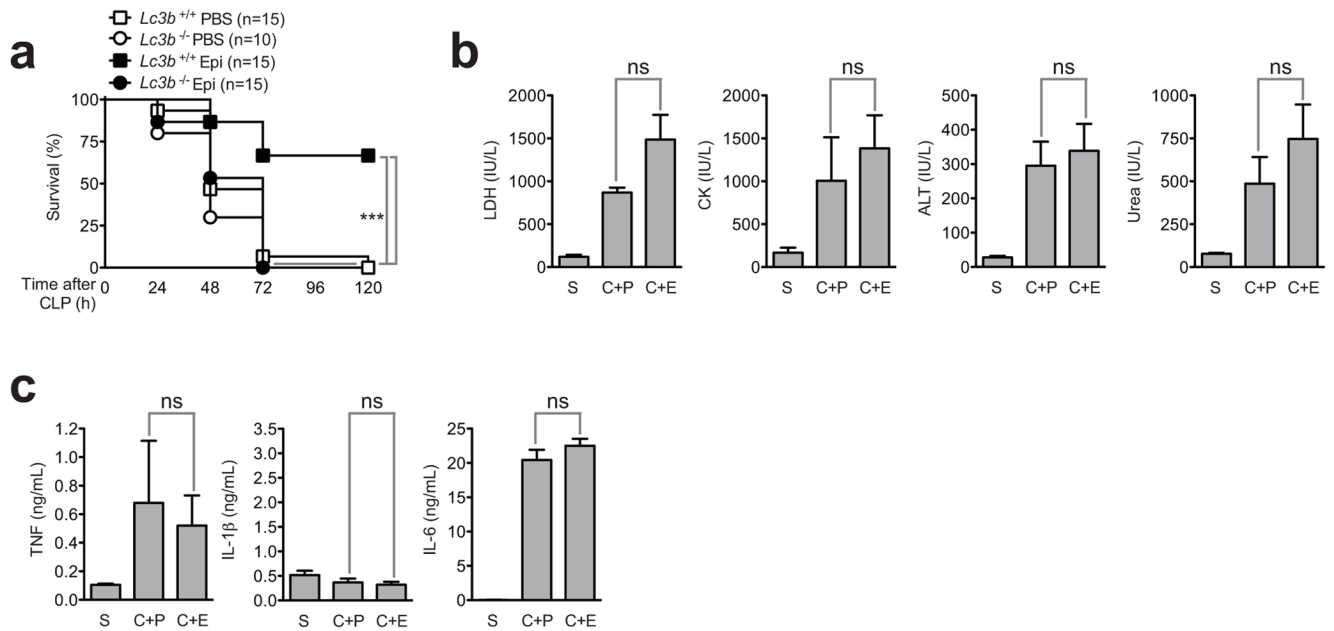 a
Lc3b +/+ PBS (n=15)
Lc3b -/- PBS (n=10)
Lc3b +/+ Epi (n=15)
Lc3b -/- Epi (n=15)
Survival (%)
100
75
50
25
0
***
Time after
CLP (h)
0 24 48 72 96 120
b
ns
LDH (IU/L)
2000
1500
1000
500
0
S C+P C+E
ns
CK (IU/L)
2000
1500
1000
500
0
S C+P C+E
ns
ALT (IU/L)
500
400
300
200
100
0
S C+P C+E
ns
Urea (IU/L)
1000
750
500
250
0
S C+P C+E
c
ns
TNF (ng/mL)
1.2
1.0
0.8
0.6
0.4
0.2
0.0
S C+P C+E
ns
IL-1β (ng/mL)
3.5
3.0
2.5
2.0
1.5
1.0
0.5
0.0
S C+P C+E
ns
IL-6 (ng/mL)
25
20
15
10
5
0
S C+P C+E